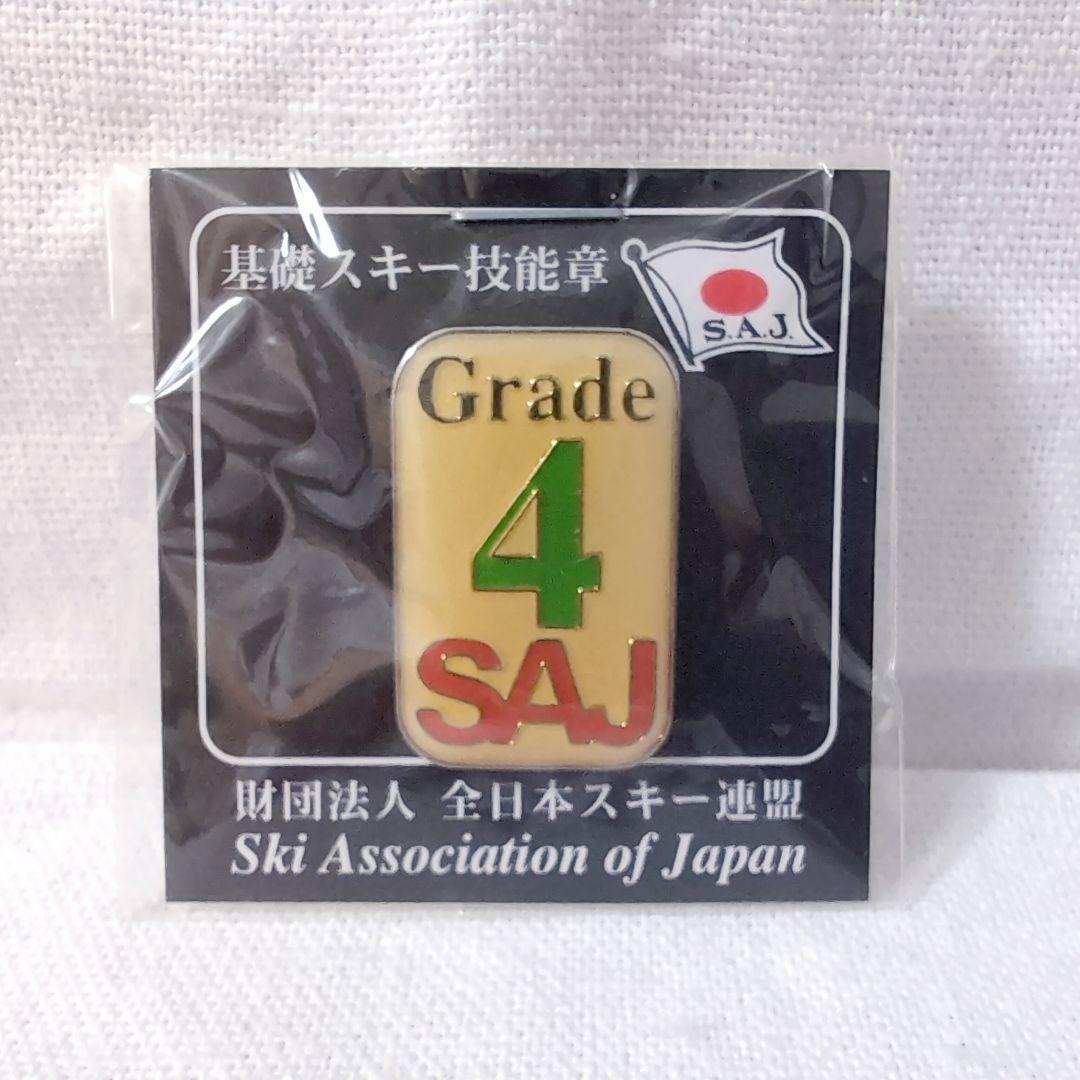 基礎スキー技能章
S.A.J.
Grade
4
SAJ
財団法人 全日本スキー連盟
Ski Association of Japan